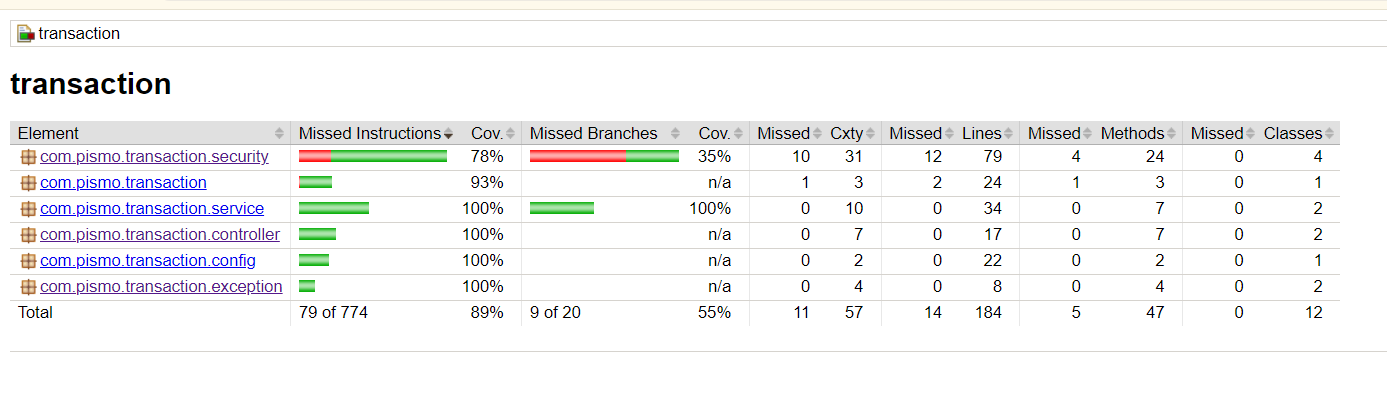 transaction
transaction
Element Missed Instructions Cov. Missed Branches Cov. Missed Cxty Missed Lines Missed Methods Missed Classes
com.pismo.transaction.security 78% 35% 10 31 12 79 4 24 0 4
com.pismo.transaction 93% n/a 1 3 2 24 1 3 0 1
com.pismo.transaction.service 100% 100% 0 10 0 34 0 7 0 2
com.pismo.transaction.controller 100% n/a 0 7 0 17 0 7 0 2
com.pismo.transaction.config 100% n/a 0 2 0 22 0 2 0 1
com.pismo.transaction.exception 100% n/a 0 4 0 8 0 4 0 2
Total 79 of 774 89% 9 of 20 55% 11 57 14 184 5 47 0 12